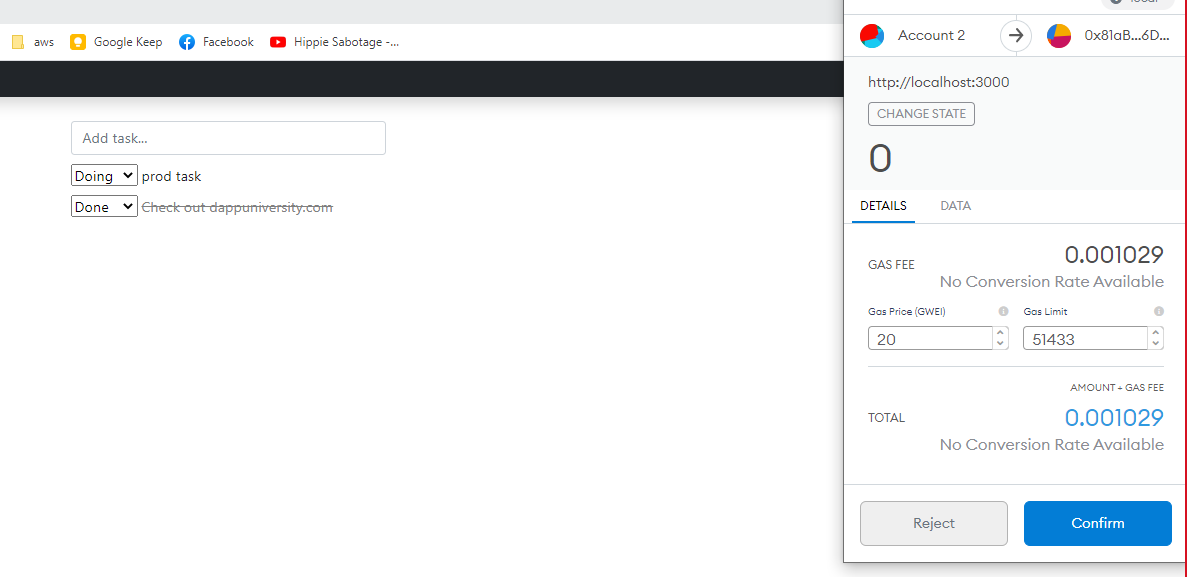 aws
Google Keep
Facebook
Hippie Sabotage -...
Add task...
Doing
prod task
Done
Check out dappuniversity.com
Account 2
0x81aB...6D...
http://localhost:3000
CHANGE STATE
0
DETAILS
DATA
GAS FEE
0.001029
No Conversion Rate Available
Gas Price (GWEI)
Gas Limit
20
51433
AMOUNT + GAS FEE
TOTAL
0.001029
No Conversion Rate Available
Reject
Confirm